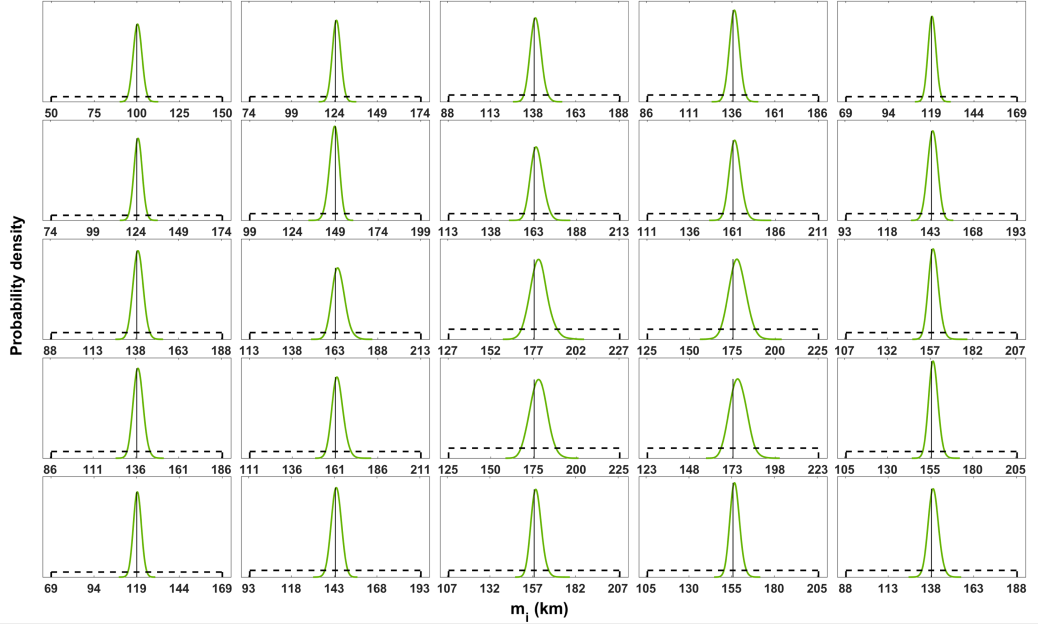 50 75 100 125 150 74 99 124 149 174 88 113 138 163 188 86 111 136 161 186 69 94 119 144 169
74 99 124 149 174 99 124 149 174 199 113 138 163 188 213 111 136 161 186 211 93 118 143 168 193
Probability density
88 113 138 163 188 113 138 163 188 213 127 152 177 202 227 125 150 175 200 225 107 132 157 182 207
86 111 136 161 186 111 136 161 186 211 125 150 175 200 225 123 148 173 198 223 105 130 155 180 205
69 94 119 144 169 93 118 143 168 193 107 132 157 182 207 105 130 155 180 205 88 113 138 163 188
m_i (km)